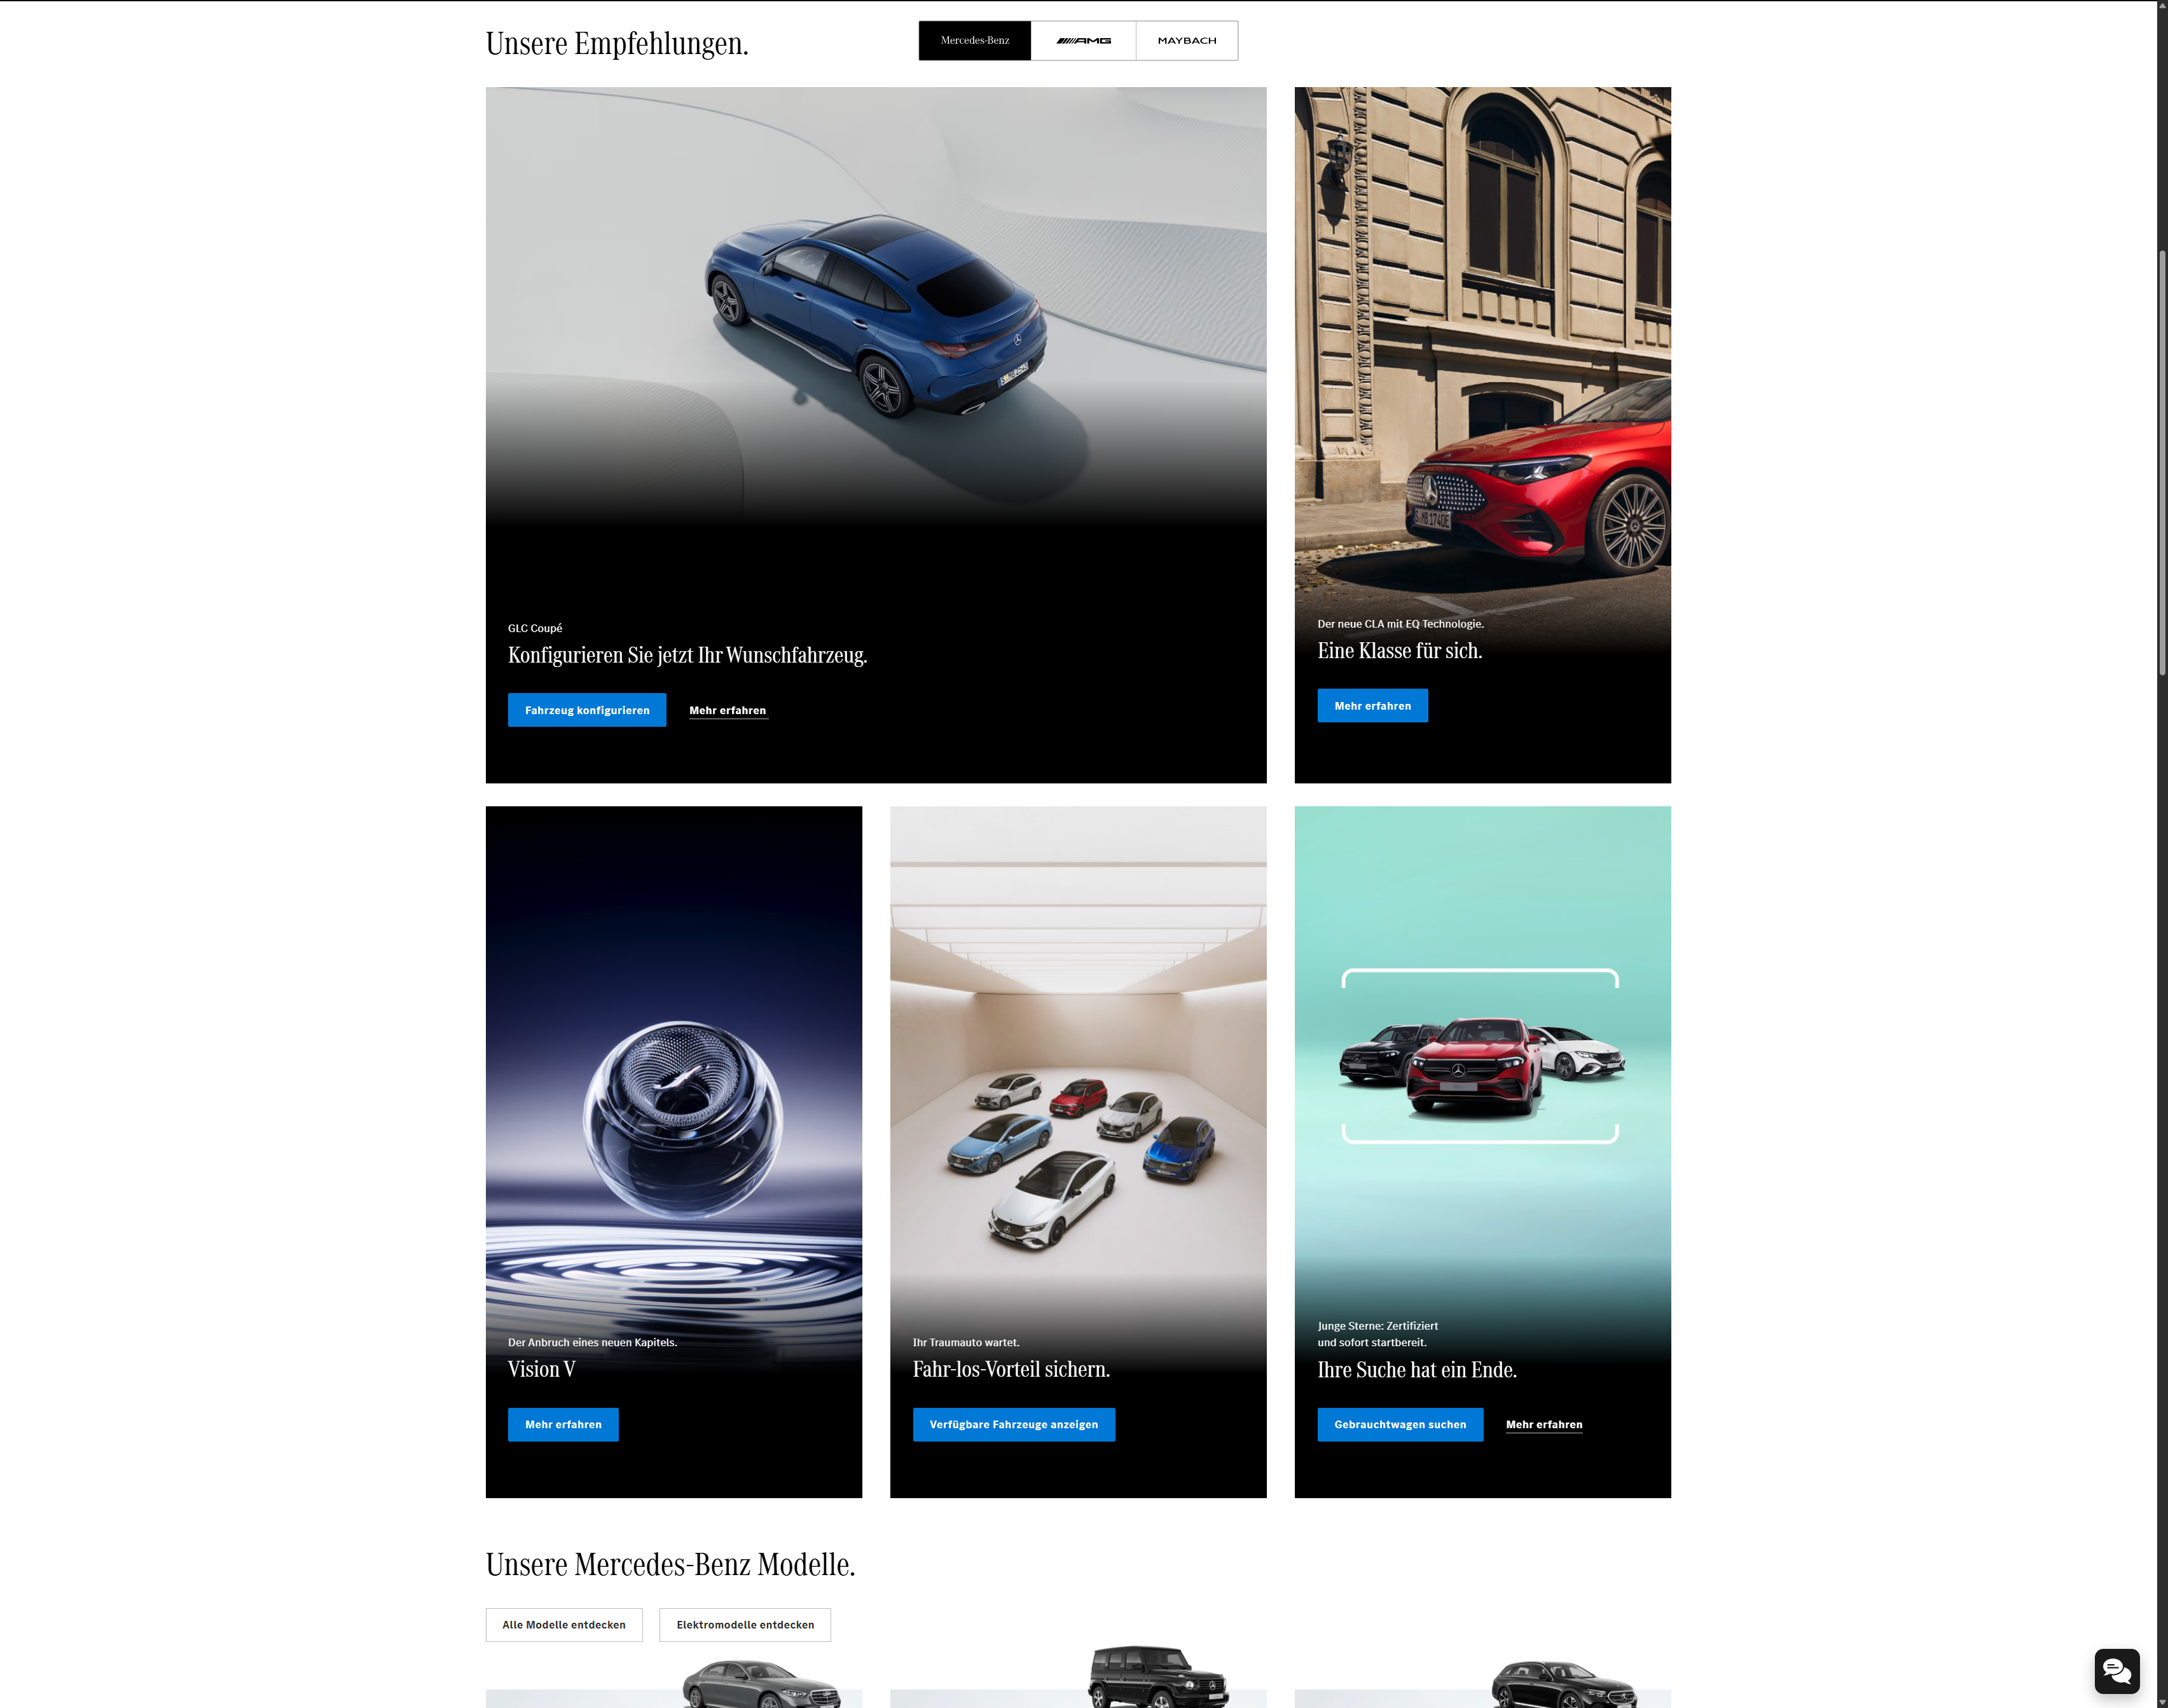 Unsere Empfehlungen.
Mercedes-Benz
AMG
MAYBACH
GLC Coupé
Konfigurieren Sie jetzt Ihr Wunschfahrzeug.
Fahrzeug konfigurieren
Mehr erfahren
Der neue CLA mit EQ Technologie.
Eine Klasse für sich.
Mehr erfahren
Der Anbruch eines neuen Kapitels.
Vision V
Mehr erfahren
Ihr Traumauto wartet.
Fahr-los-Vorteil sichern.
Verfügbare Fahrzeuge anzeigen
Junge Sterne: Zertifiziert
und sofort startbereit.
Ihre Suche hat ein Ende.
Gebrauchtwagen suchen
Mehr erfahren
Unsere Mercedes-Benz Modelle.
Alle Modelle entdecken
Elektromodelle entdecken